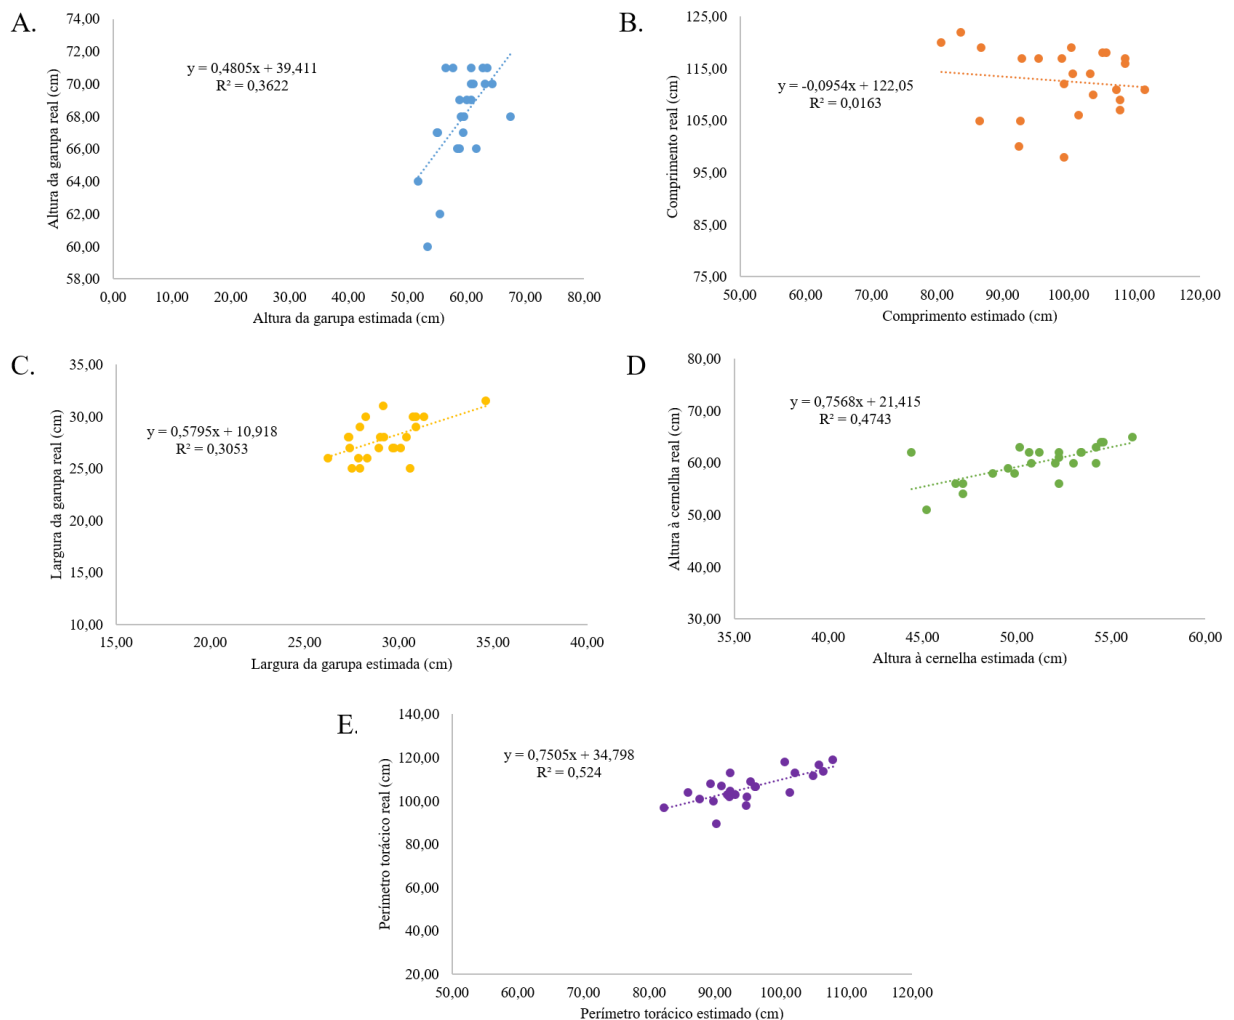 A.
74,00
72,00
70,00
68,00
66,00
64,00
62,00
60,00
58,00
y = 0,4805x + 39,411
R² = 0,3622
Altura da garupa real (cm)
0,00 10,00 20,00 30,00 40,00 50,00 60,00 70,00 80,00
Altura da garupa estimada (cm)
B.
125,00
115,00
105,00
95,00
85,00
75,00
y = -0,0954x + 122,05
R² = 0,0163
Comprimento real (cm)
50,00 60,00 70,00 80,00 90,00 100,00 110,00 120,00
Comprimento estimado (cm)
C.
35,00
30,00
25,00
20,00
15,00
10,00
y = 0,5795x + 10,918
R² = 0,3053
Largura da garupa real (cm)
15,00 20,00 25,00 30,00 35,00 40,00
Largura da garupa estimada (cm)
D
80,00
70,00
60,00
50,00
40,00
30,00
y = 0,7568x + 21,415
R² = 0,4743
Altura à cernelha real (cm)
35,00 40,00 45,00 50,00 55,00 60,00
Altura à cernelha estimada (cm)
E.
140,00
120,00
100,00
80,00
60,00
40,00
20,00
y = 0,7505x + 34,798
R² = 0,524
Perímetro torácico real (cm)
50,00 60,00 70,00 80,00 90,00 100,00 110,00 120,00
Perímetro torácico estimado (cm)